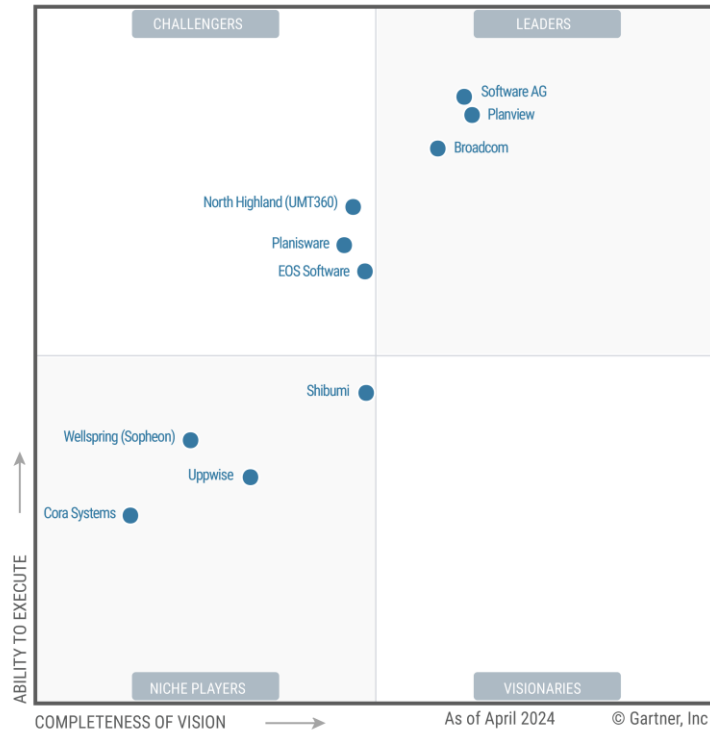 CHALLENGERS
LEADERS
Software AG
Planview
Broadcom
North Highland (UMT360)
Planisware
EOS Software
Shibumi
Wellspring (Sopheon)
Uppwise
Cora Systems
ABILITY TO EXECUTE
NICHE PLAYERS
VISIONARIES
COMPLETENESS OF VISION
As of April 2024
© Gartner, Inc